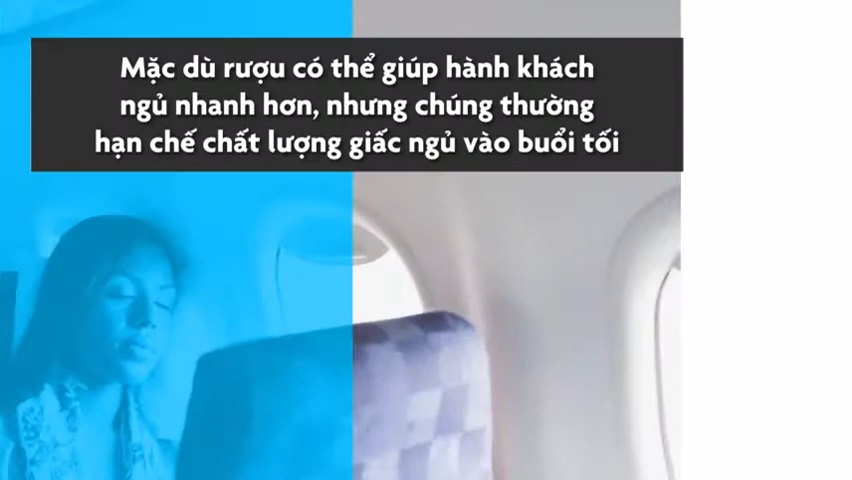 Mặc dù rượu có thể giúp hành khách
ngủ nhanh hơn, nhưng chúng thường
hạn chế chất lượng giấc ngủ vào buổi tối